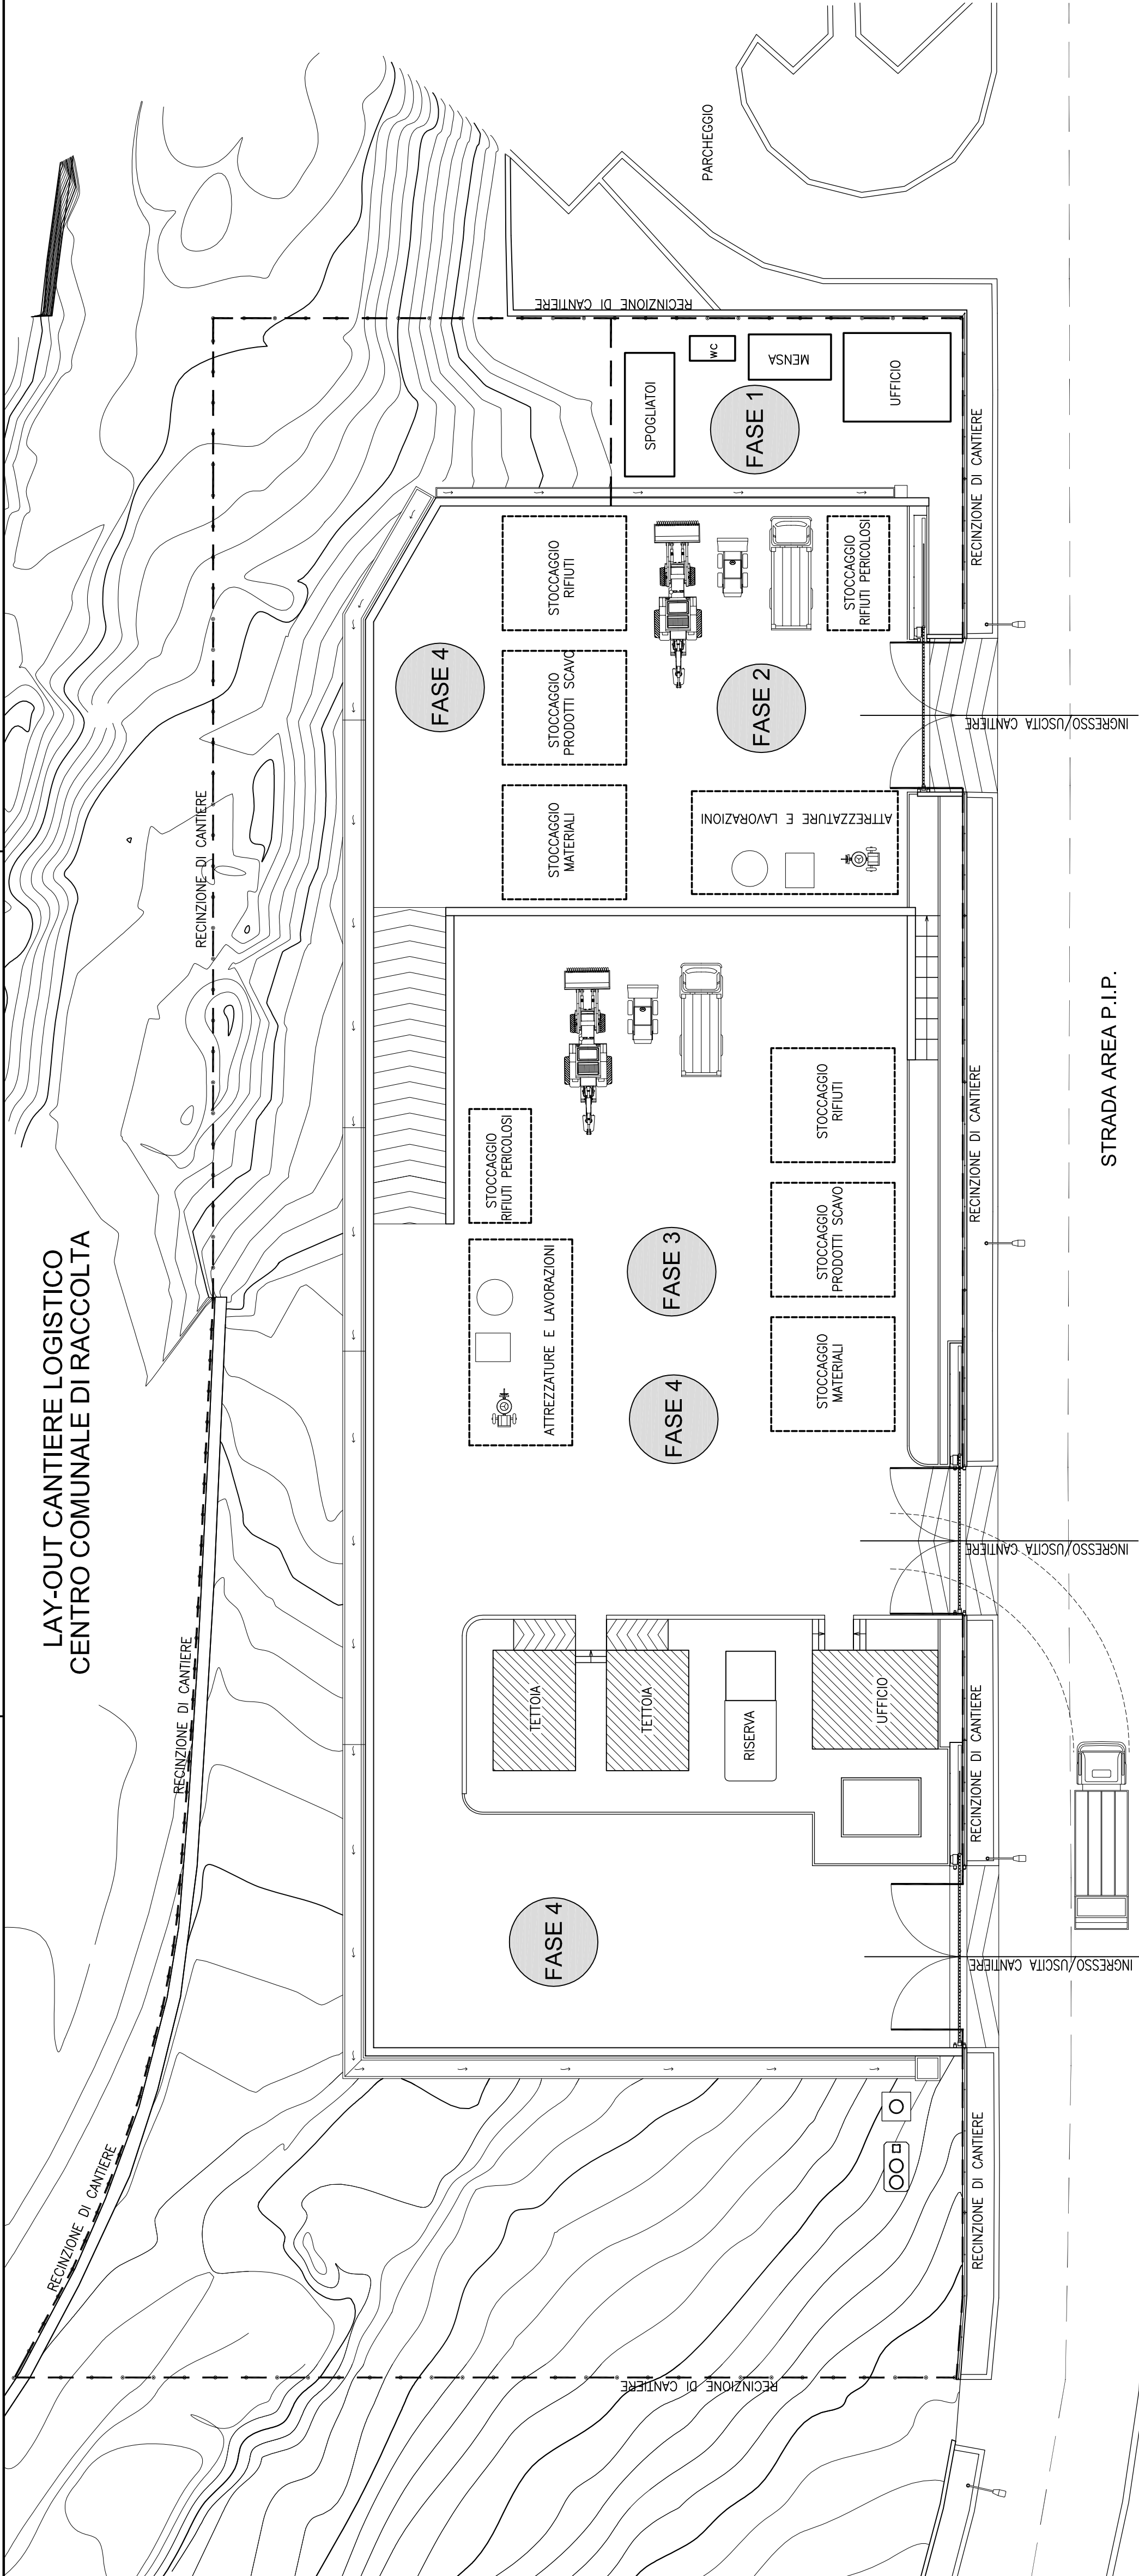 LAY-OUT CANTIERE LOGISTICO
CENTRO COMUNALE DI RACCOLTA
PARCHEGGIO
RECINZIONE DI CANTIERE
SPOGLIATOI
WC
MENSA
UFFICIO
FASE 1
RECINZIONE DI CANTIERE
STOCCAGGIO
RIFIUTI
STOCCAGGIO
RIFIUTI PERICOLOSI
FASE 4
STOCCAGGIO
PRODOTTI SCAVO
FASE 2
INGRESSO/USCITA CANTIERE
STOCCAGGIO
MATERIALI
ATTREZZATURE E LAVORAZIONI
RECINZIONE DI CANTIERE
STOCCAGGIO
RIFIUTI PERICOLOSI
STOCCAGGIO
RIFIUTI
RECINZIONE DI CANTIERE
STRADA AREA P.I.P.
ATTREZZATURE E LAVORAZIONI
FASE 3
STOCCAGGIO
PRODOTTI SCAVO
FASE 4
STOCCAGGIO
MATERIALI
INGRESSO/USCITA CANTIERE
RECINZIONE DI CANTIERE
TETTOIA
TETTOIA
RISERVA
UFFICIO
RECINZIONE DI CANTIERE
FASE 4
INGRESSO/USCITA CANTIERE
RECINZIONE DI CANTIERE
RECINZIONE DI CANTIERE
RECINZIONE DI CANTIERE